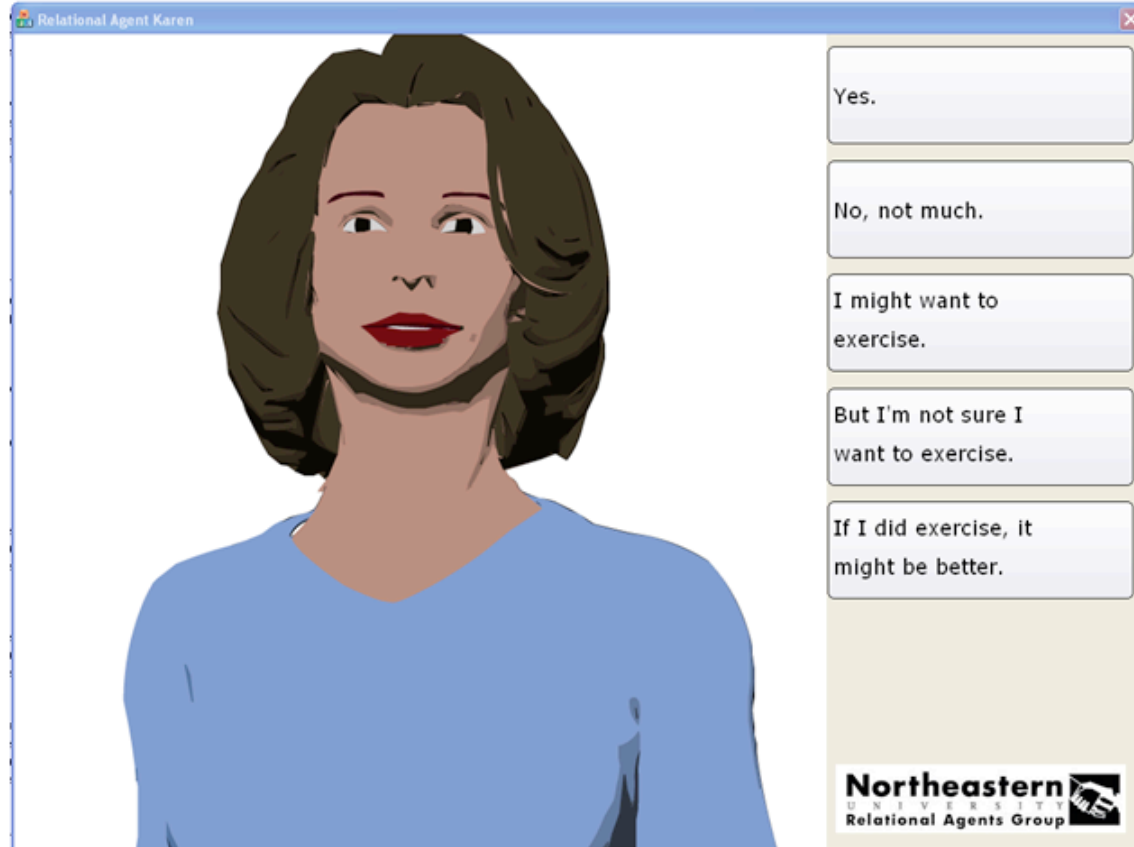 Relational Agent Karen
Yes.
No, not much.
I might want to
exercise.
But I'm not sure I
want to exercise.
If I did exercise, it
might be better.
Northeastern
UNIVERSITY
Relational Agents Group